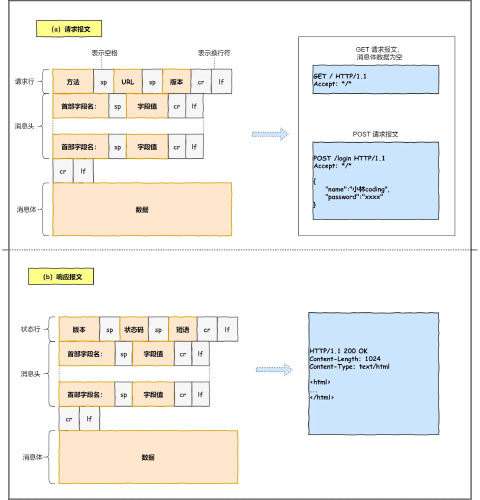 (a) 请求报文
表示空格
表示换行符
请求行
方法 sp URL sp 版本 cr lf
消息头
首部字段名: sp 字段值 cr lf
首部字段名: sp 字段值 cr lf
cr lf
消息体
数据
GET 请求报文,
消息体数据为空
GET / HTTP/1.1
Accept: */*
POST 请求报文
POST /login HTTP/1.1
Accept: */*
{
"name":"小林coding",
"password":"xxxx"
}
(b) 响应报文
状态行
版本 sp 状态码 sp 短语 cr lf
消息头
首部字段名: sp 字段值 cr lf
首部字段名: sp 字段值 cr lf
cr lf
消息体
数据
HTTP/1.1 200 OK
Content-Length: 1024
Content-Type: text/html
<html>
...
</html>